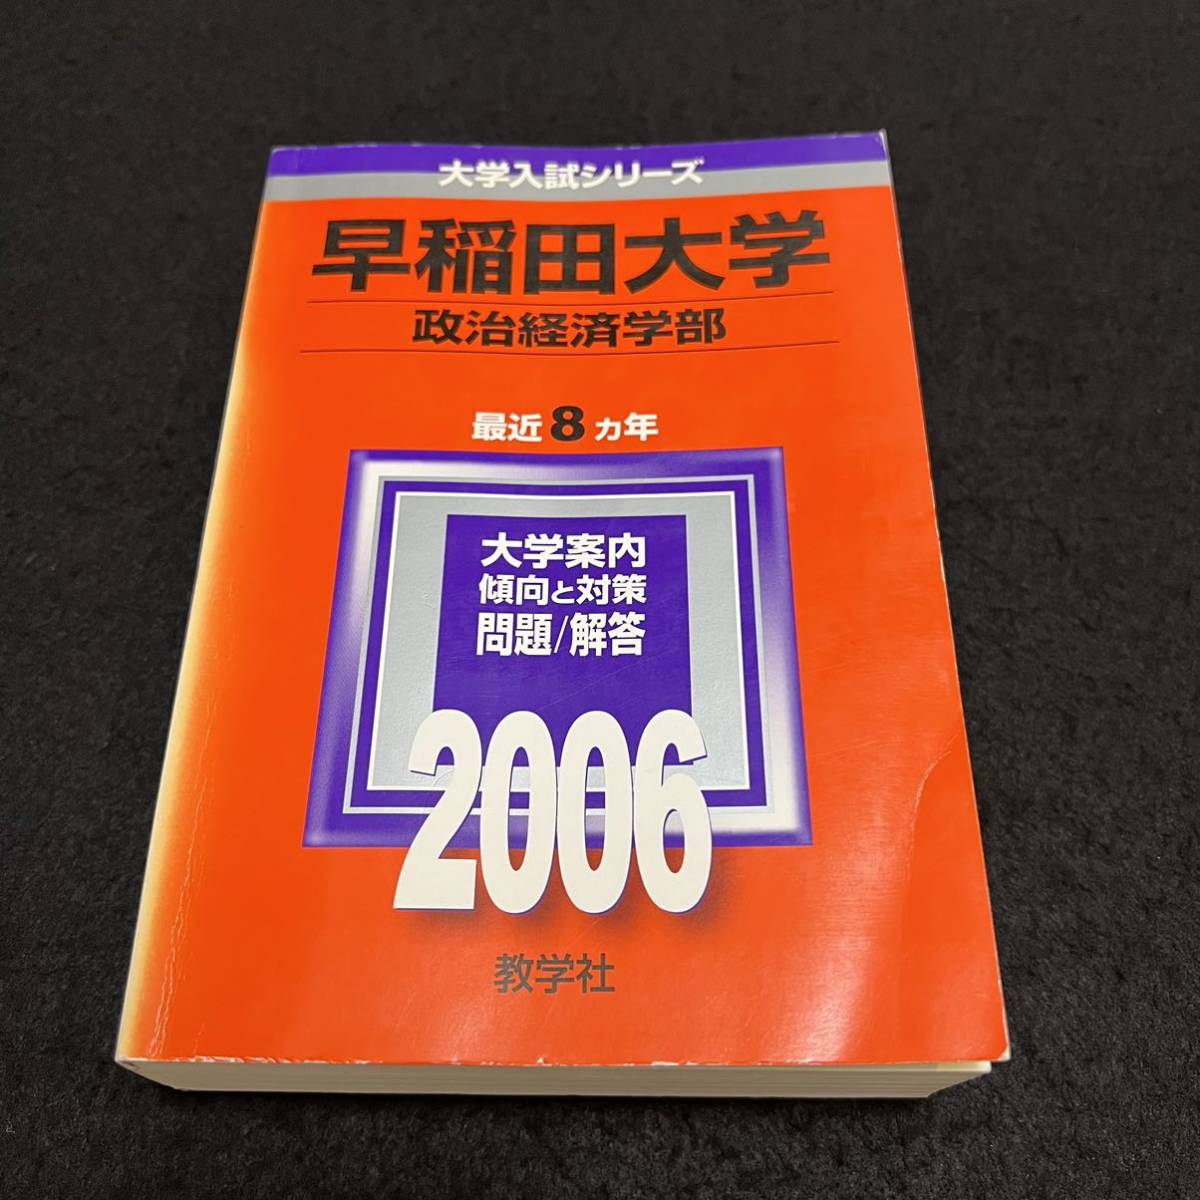 大学入試シリーズ
早稲田大学
政治経済学部
最近8ヵ年
大学案内
傾向と対策
問題/解答
2006
教学社